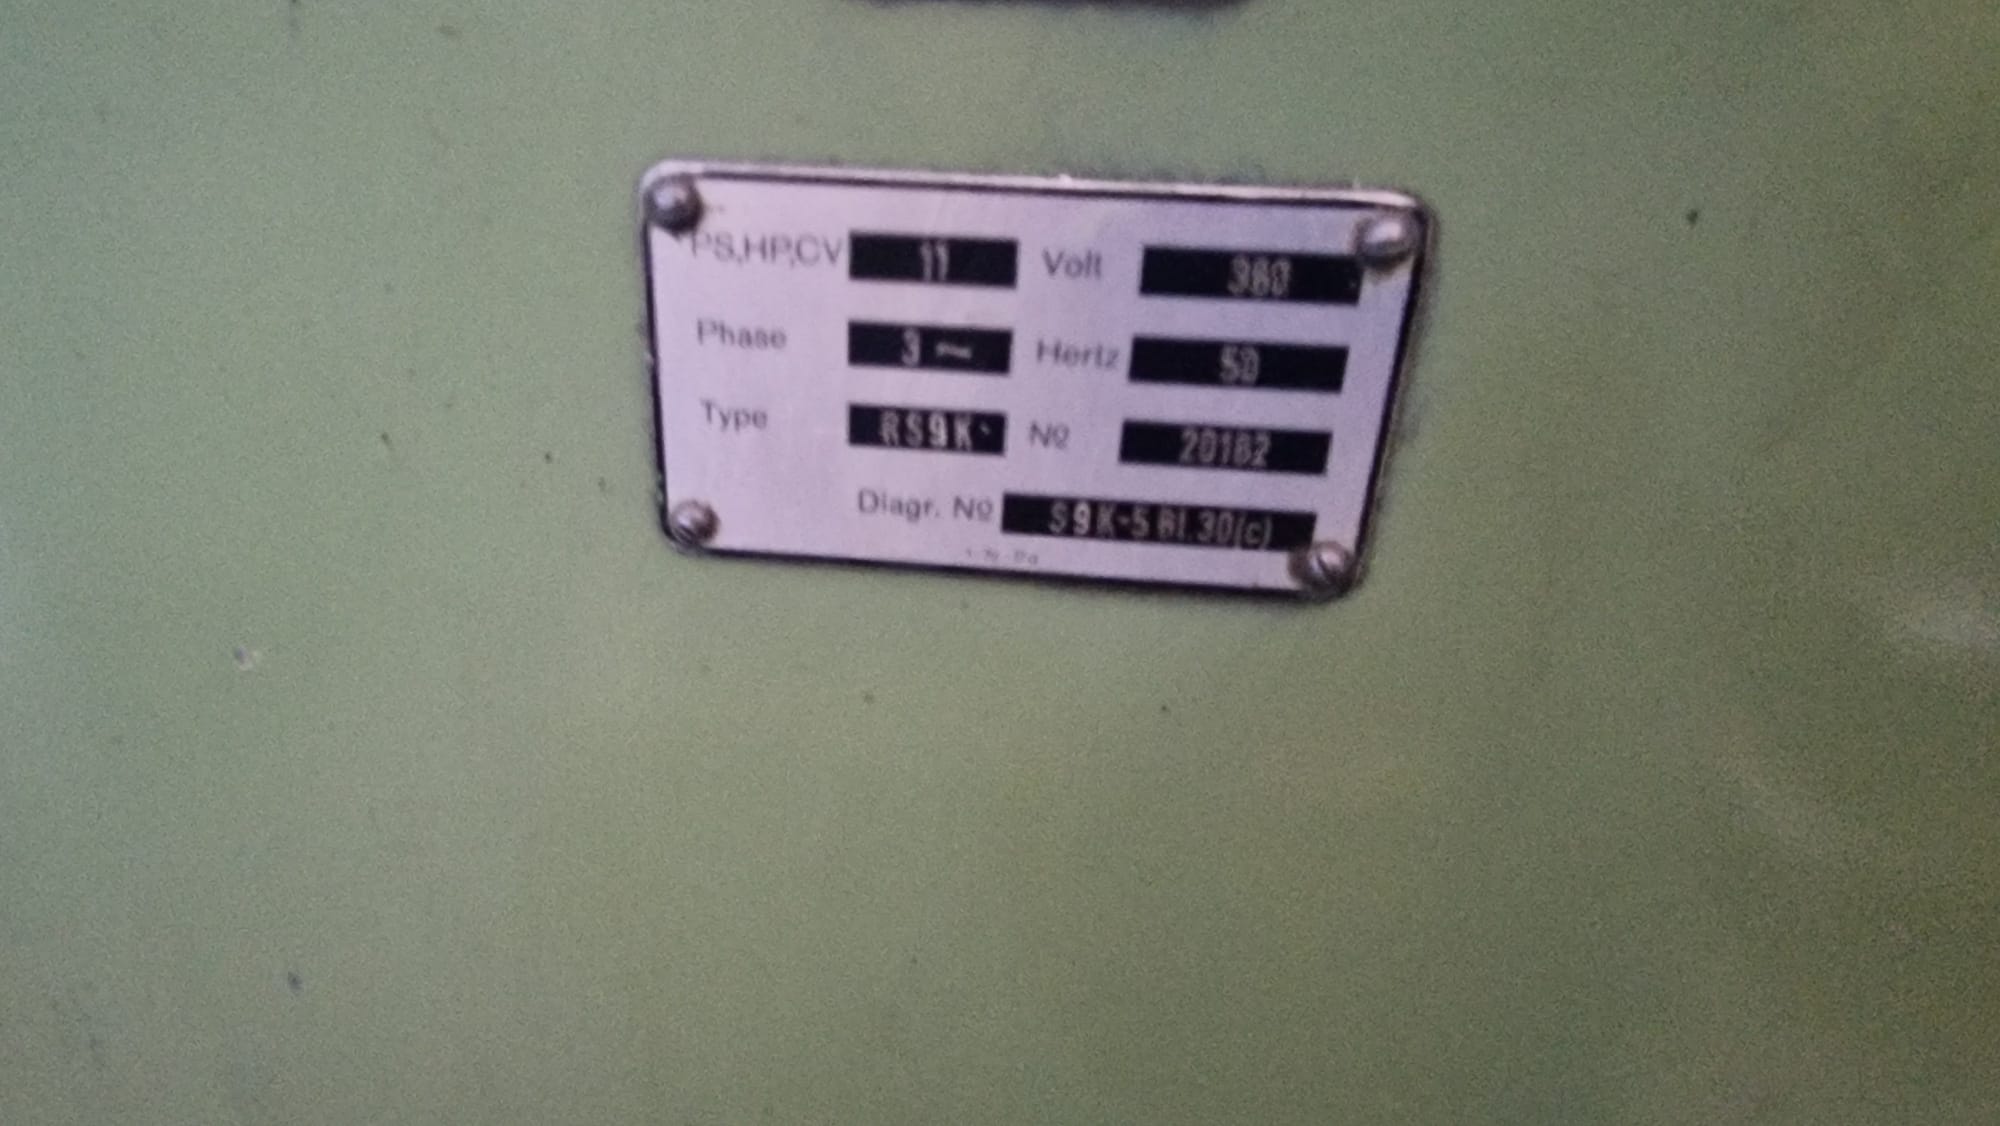 PS,HP,CV 11 Volt 380
Phase 3~ Hertz 50
Type RS9K Nº 20182
Diagr. Nº S9K-5 Bl.30(c)